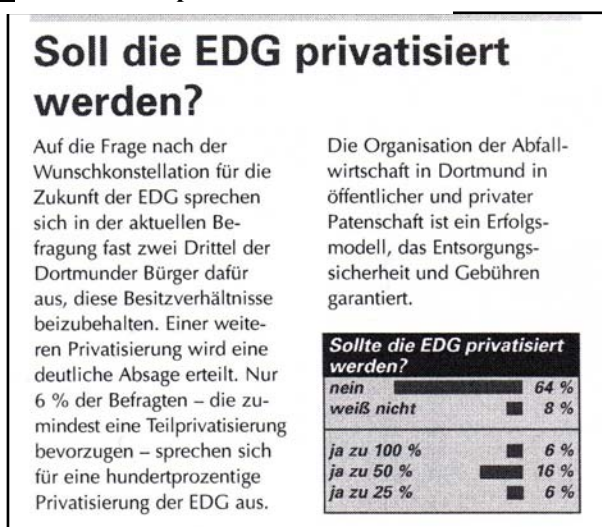 Soll die EDG privatisiert
werden?
Auf die Frage nach der
Wunschkonstellation für die
Zukunft der EDG sprechen
sich in der aktuellen Be-
fragung fast zwei Drittel der
Dortmunder Bürger dafür
aus, diese Besitzverhältnisse
beizubehalten. Einer weite-
ren Privatisierung wird eine
deutliche Absage erteilt. Nur
6 % der Befragten – die zu-
mindest eine Teilprivatisierung
bevorzugen – sprechen sich
für eine hundertprozentige
Privatisierung der EDG aus.
Die Organisation der Abfall-
wirtschaft in Dortmund in
öffentlicher und privater
Patenschaft ist ein Erfolgs-
modell, das Entsorgungs-
sicherheit und Gebühren
garantiert.
Sollte die EDG privatisiert
werden?
nein 64 %
weiß nicht 8 %
ja zu 100 % 6 %
ja zu 50 % 16 %
ja zu 25 % 6 %